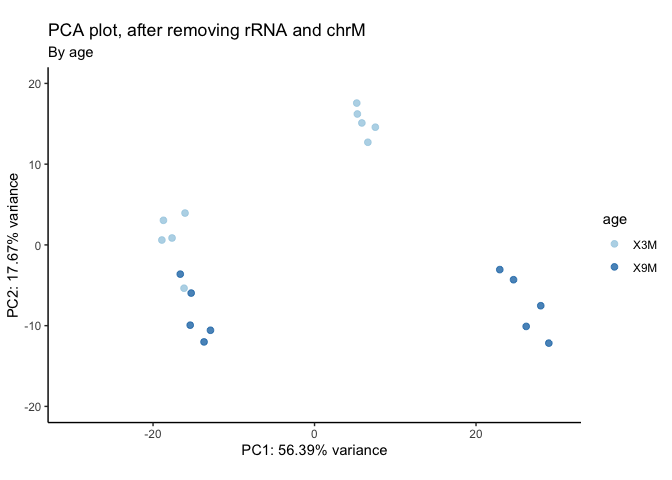 PCA plot, after removing rRNA and chrM
By age
20
10
0
-10
-20
PC2: 17.67% variance
-20
0
20
PC1: 56.39% variance
age
X3M
X9M